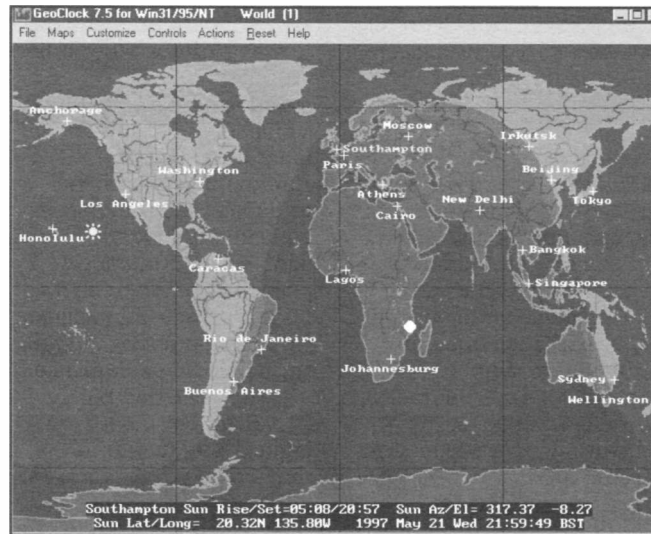 GeoClock 7.5 for Win31/95/NT World (1)
File Maps Customize Controls Actions Reset Help
Anchorage
Moscow
Irkutsk
Southampton
Washington
Paris
Beijing
Los Angeles
Athens
New Delhi
Tokyo
Cairo
Honolulu
Bangkok
Caracas
Lagos
Singapore
Rio de Janeiro
Johannesburg
Sydney
Buenos Aires
Wellington
Southampton Sun Rise/Set=05:08/20:57 Sun Az/El= 317.37 -8.27
Sun Lat/Long= 20.32N 135.80W 1997 May 21 Wed 21:59:49 BST